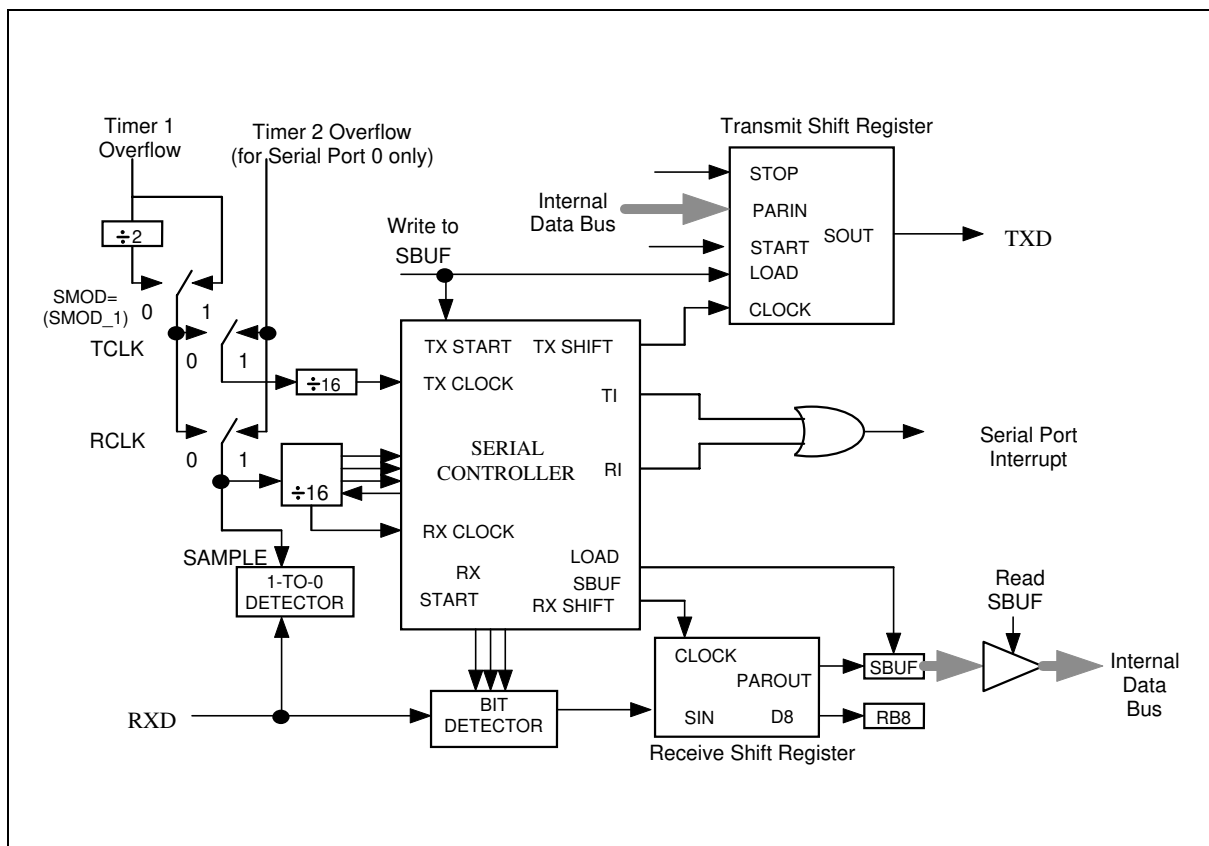 Timer 1
Overflow
Timer 2 Overflow
(for Serial Port 0 only)
Transmit Shift Register
÷2
STOP
Internal
Data Bus
PARIN
SOUT
START
LOAD
CLOCK
TXD
Write to
SBUF
SMOD=
(SMOD_1)
0
1
TCLK
0
1
÷16
RCLK
0
1
÷16
SAMPLE
1-TO-0
DETECTOR
TX START
TX SHIFT
TX CLOCK
TI
SERIAL
CONTROLLER
RI
RX CLOCK
LOAD
SBUF
RX
START
RX SHIFT
Serial Port
Interrupt
Read
SBUF
CLOCK
PAROUT
SIN
D8
SBUF
RB8
Internal
Data
Bus
RXD
BIT
DETECTOR
Receive Shift Register